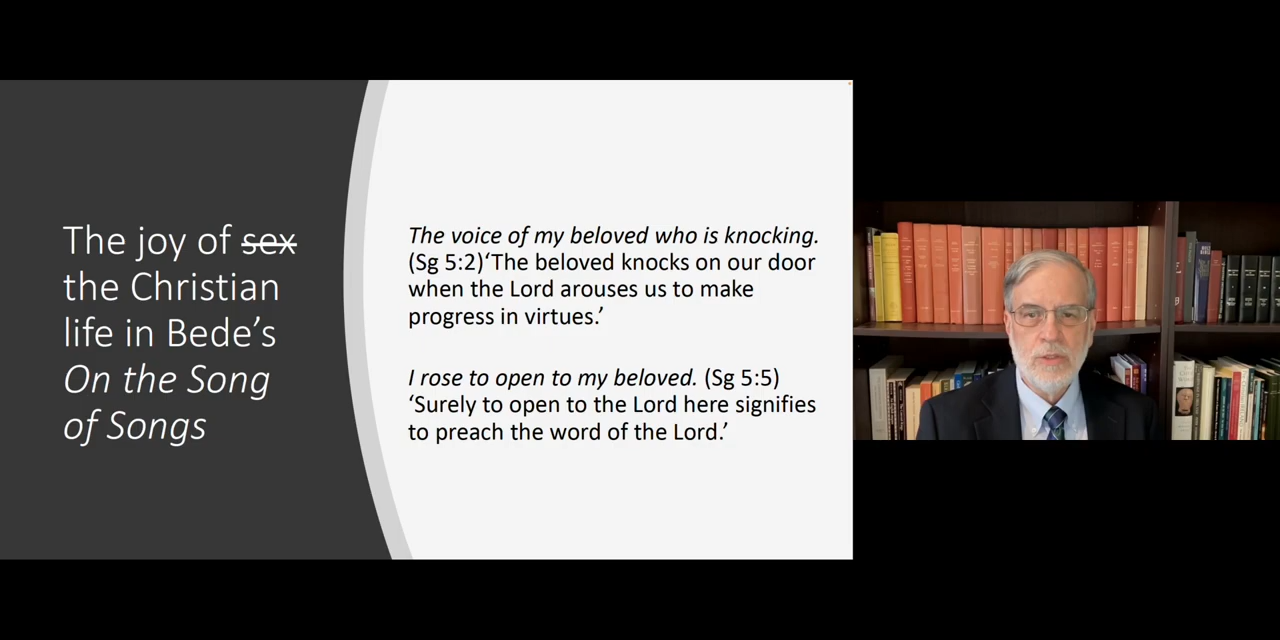 The joy of sex
the Christian
life in Bede’s
On the Song
of Songs
The voice of my beloved who is knocking.
(Sg 5:2)‘The beloved knocks on our door
when the Lord arouses us to make
progress in virtues.’
I rose to open to my beloved. (Sg 5:5)
‘Surely to open to the Lord here signifies
to preach the word of the Lord.’